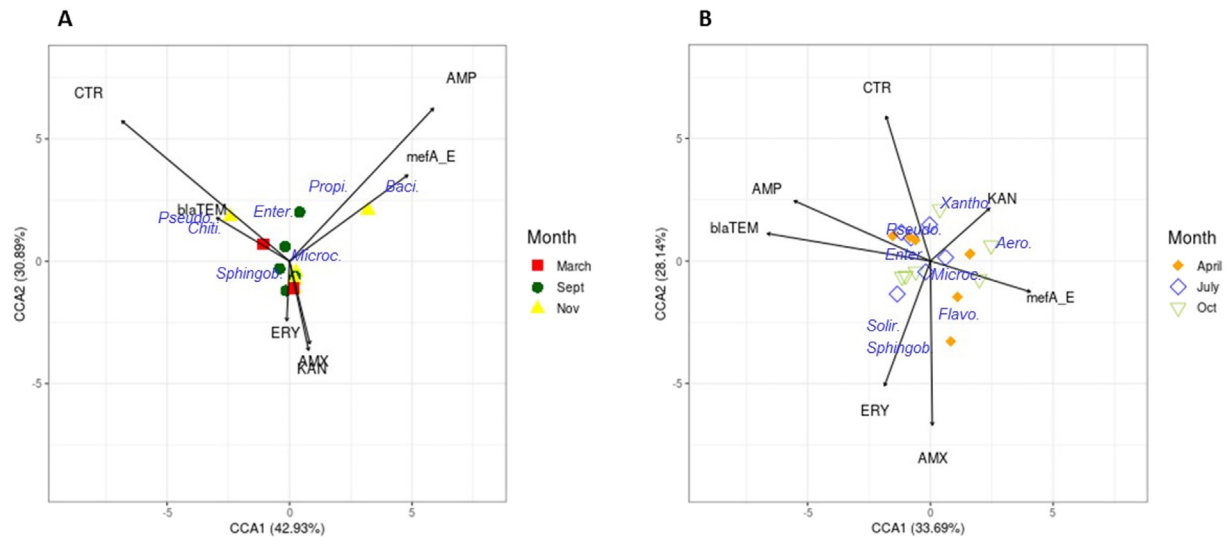 A
CTR
AMP
mefA_E
Propi.
Baci.
blaTEM
Enter.
Pseudo.
Chiti.
Microc.
Sphingob.
ERY
AMX
KAN
5
0
-5
-5
0
5
CCA2 (30.89%)
CCA1 (42.93%)
Month
March
Sept
Nov
B
CTR
AMP
KAN
Xantho.
blaTEM
Pseudo.
Aero.
Enter.
Microc.
mefA_E
Flavo.
Solir.
Sphingob.
ERY
AMX
5
0
-5
-5
0
5
CCA2 (28.14%)
CCA1 (33.69%)
Month
April
July
Oct